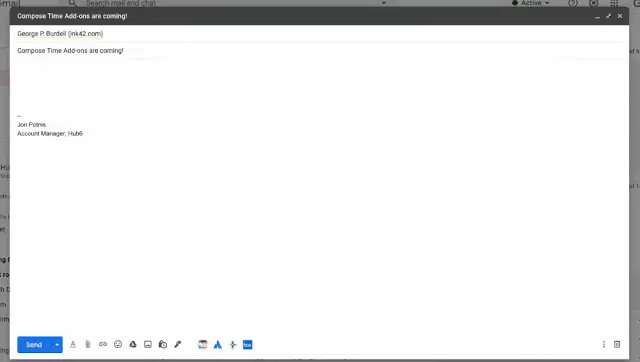 Gmail
Search mail and chat
Active
Compose Time Add-ons are coming!
George P. Burdell (ink42.com)
Compose Time Add-ons are coming!
--
Jon Potnis
Account Manager, Hub6
Send